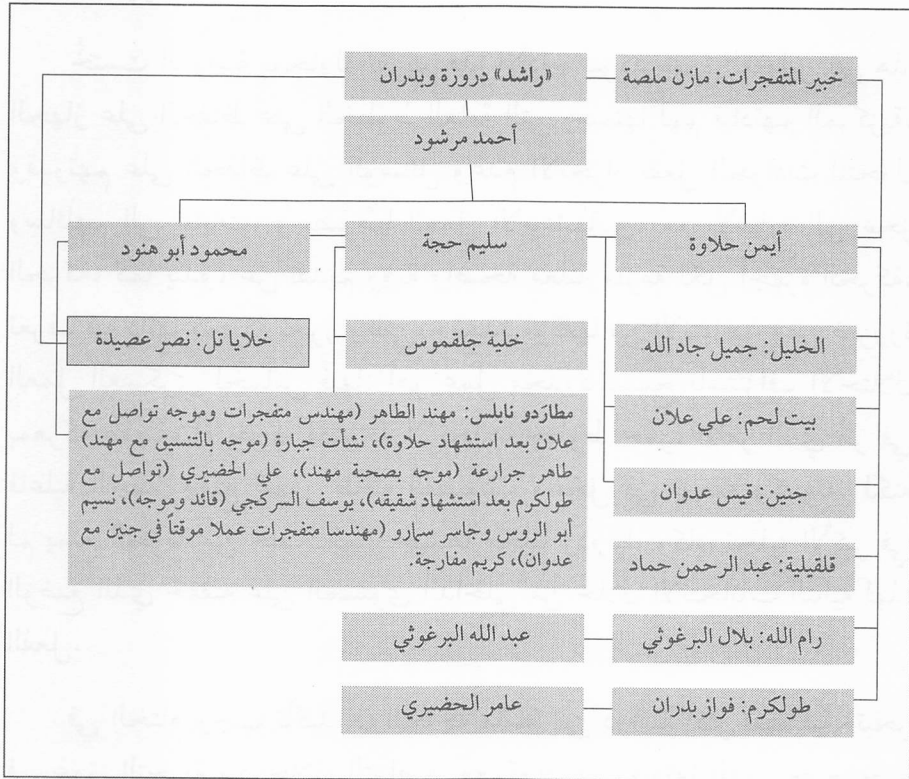 خبير المتفجرات: مازن ملصة
«راشد» دروزة وبدران
أحمد مرشود
أيمن حلاوة
سليم حجة
محمود أبو هنود
الخليل: جميل جاد الله
خلية جلقموس
خلايا تل: نصر عصيدة
بيت لحم: علي علان
جنين: قيس عدوان
مطارَدو نابلس: مهند الطاهر (مهندس متفجرات وموجه تواصل مع
علان بعد استشهاد حلاوة)، نشأت جبارة (موجه بالتنسيق مع مهند)
طاهر جرارعة (موجه بصحبة مهند)، علي الحضيري (تواصل مع
طولكرم بعد استشهاد شقيقه)، يوسف السركجي (قائد وموجه)، نسيم
أبو الروس وجاسر سمارو (مهندسا متفجرات عملا موقتاً في جنين مع
عدوان)، كريم مفارجة.
قلقيلية: عبد الرحمن حماد
رام الله: بلال البرغوثي
عبد الله البرغوثي
طولكرم: فواز بدران
عامر الحضيري